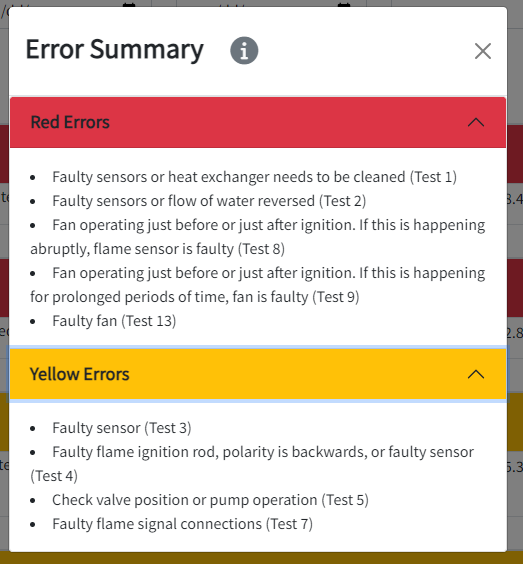 Error Summary
Red Errors
• Faulty sensors or heat exchanger needs to be cleaned (Test 1)
• Faulty sensors or flow of water reversed (Test 2)
• Fan operating just before or just after ignition. If this is happening
abruptly, flame sensor is faulty (Test 8)
• Fan operating just before or just after ignition. If this is happening
for prolonged periods of time, fan is faulty (Test 9)
• Faulty fan (Test 13)
Yellow Errors
• Faulty sensor (Test 3)
• Faulty flame ignition rod, polarity is backwards, or faulty sensor
(Test 4)
• Check valve position or pump operation (Test 5)
• Faulty flame signal connections (Test 7)